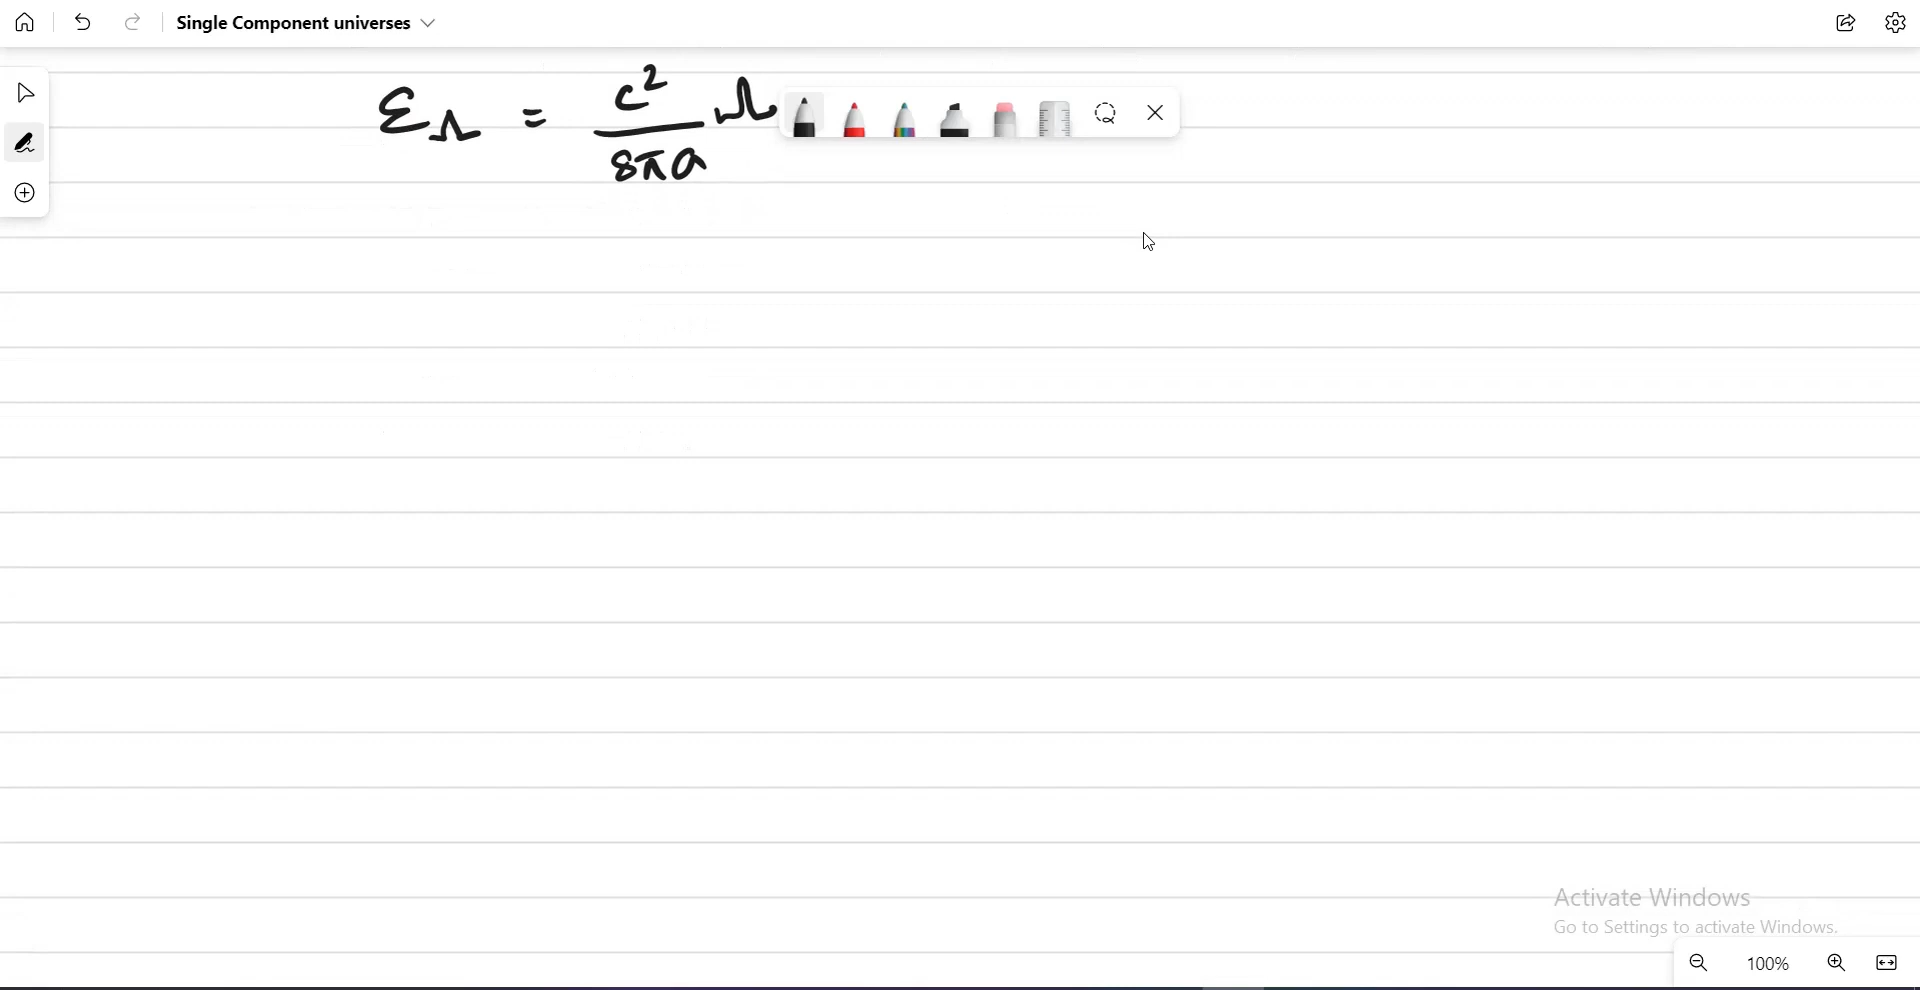 Single Component universes
ε_Λ = c² / 8πG Λ
Activate Windows
Go to Settings to activate Windows.
100%